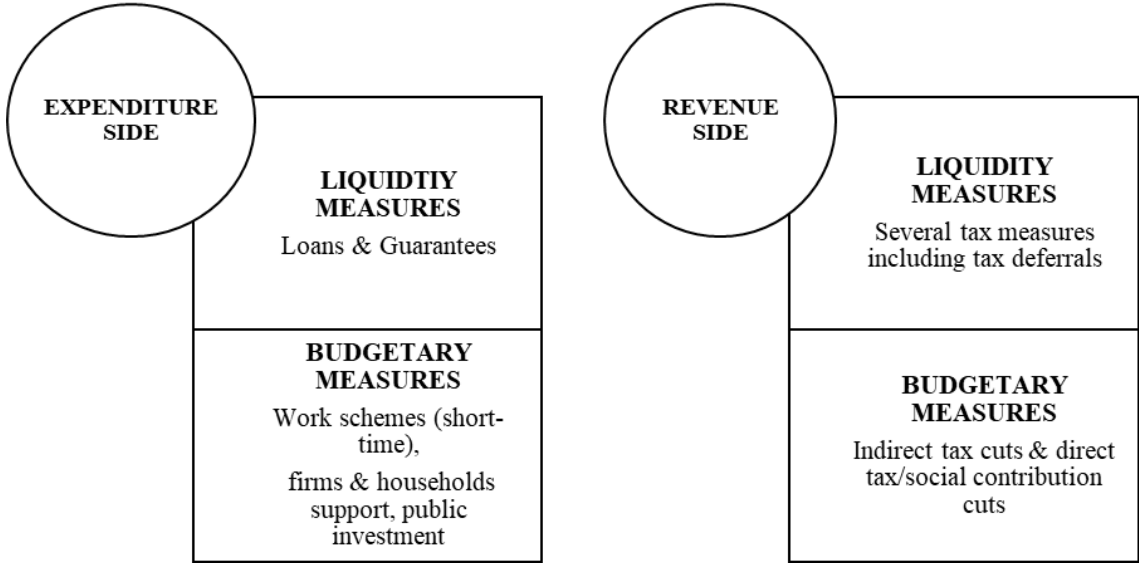 EXPENDITURE
SIDE
LIQUIDTIY
MEASURES
Loans & Guarantees
BUDGETARY
MEASURES
Work schemes (short-
time),
firms & households
support, public
investment
REVENUE
SIDE
LIQUIDITY
MEASURES
Several tax measures
including tax deferrals
BUDGETARY
MEASURES
Indirect tax cuts & direct
tax/social contribution
cuts